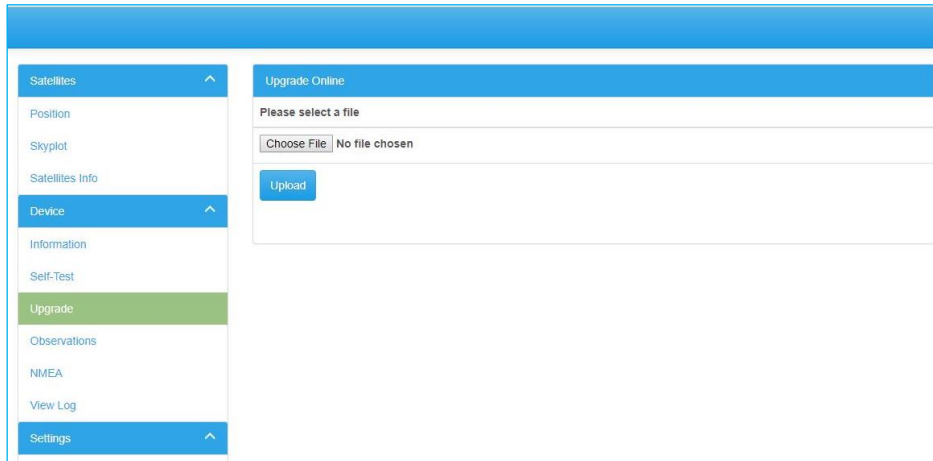 Satellites
Position
Skyplot
Satellites Info
Device
Information
Self-Test
Upgrade
Observations
NMEA
View Log
Settings
Upgrade Online
Please select a file
Choose File No file chosen
Upload